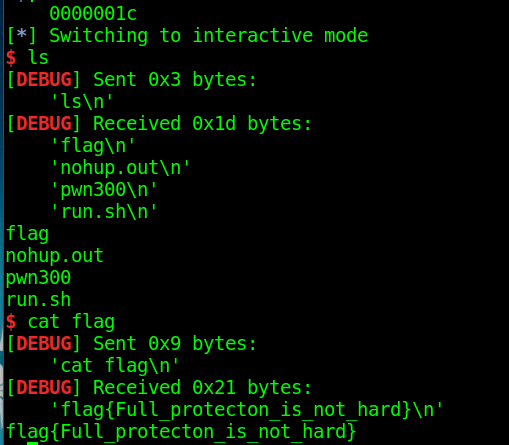 0000001c
[*] Switching to interactive mode
$ ls
[DEBUG] Sent 0x3 bytes:
'ls\n'
[DEBUG] Received 0x1d bytes:
'flag\n'
'nohup.out\n'
'pwn300\n'
'run.sh\n'
flag
nohup.out
pwn300
run.sh
$ cat flag
[DEBUG] Sent 0x9 bytes:
'cat flag\n'
[DEBUG] Received 0x21 bytes:
'flag{Full_protecton_is_not_hard}\n'
flag{Full_protecton_is_not_hard}